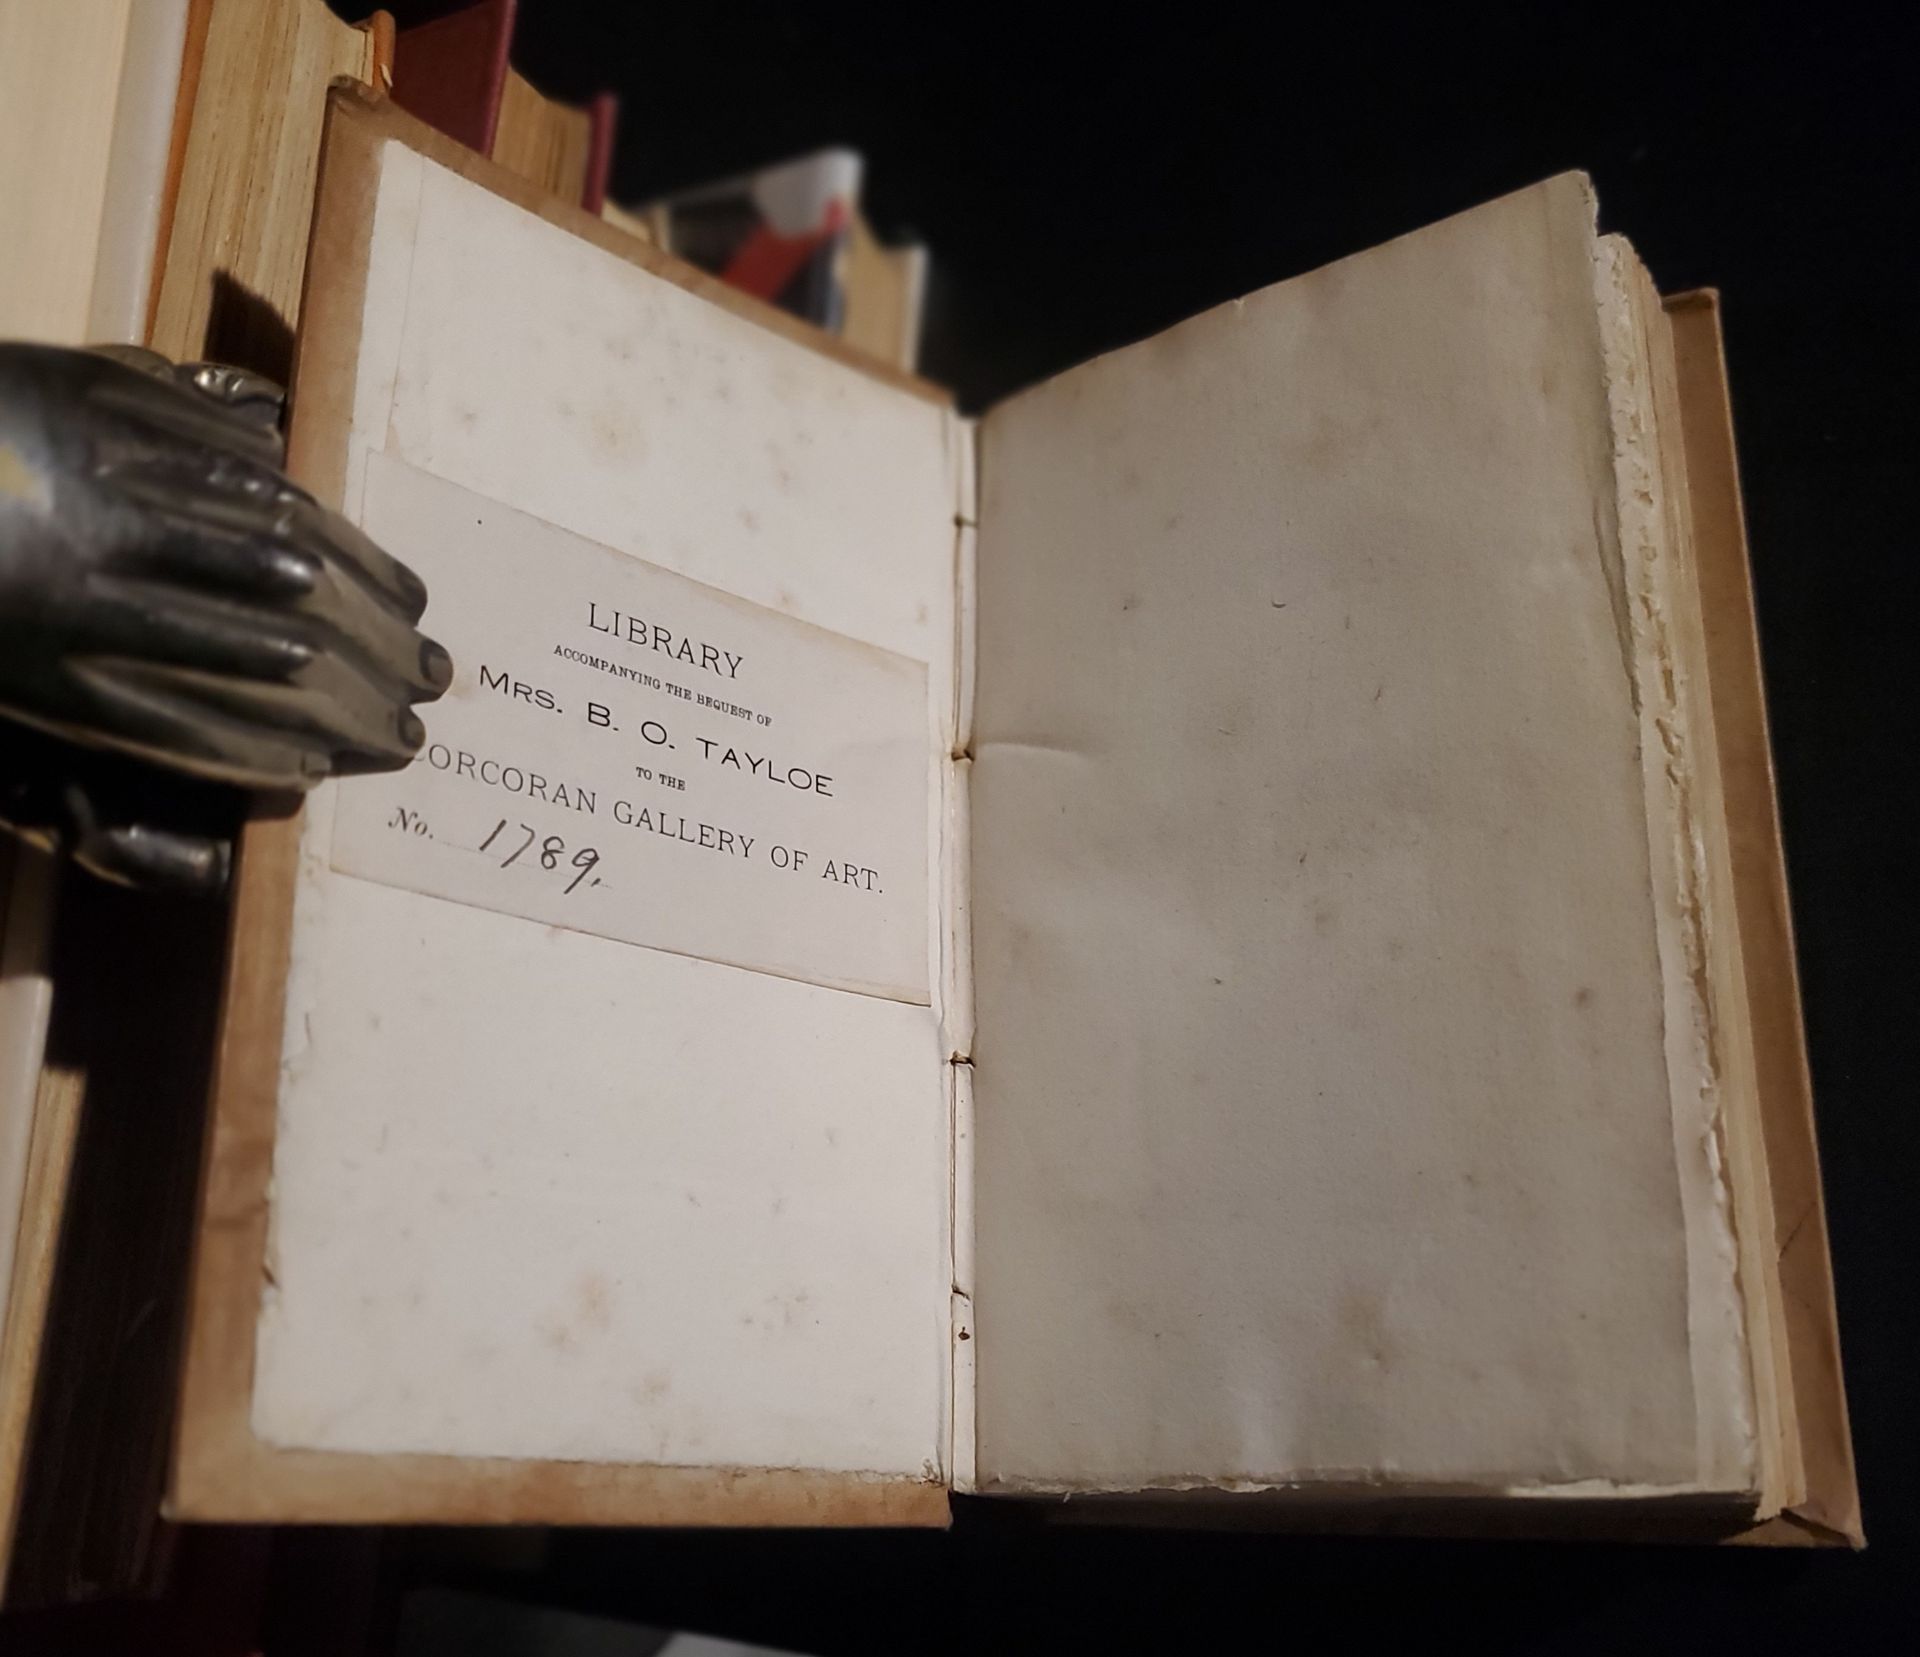 LIBRARY
ACCOMPANYING THE BEQUEST OF
MRS. B. O. TAYLOE
TO THE
CORCORAN GALLERY OF ART.
No. 1789.